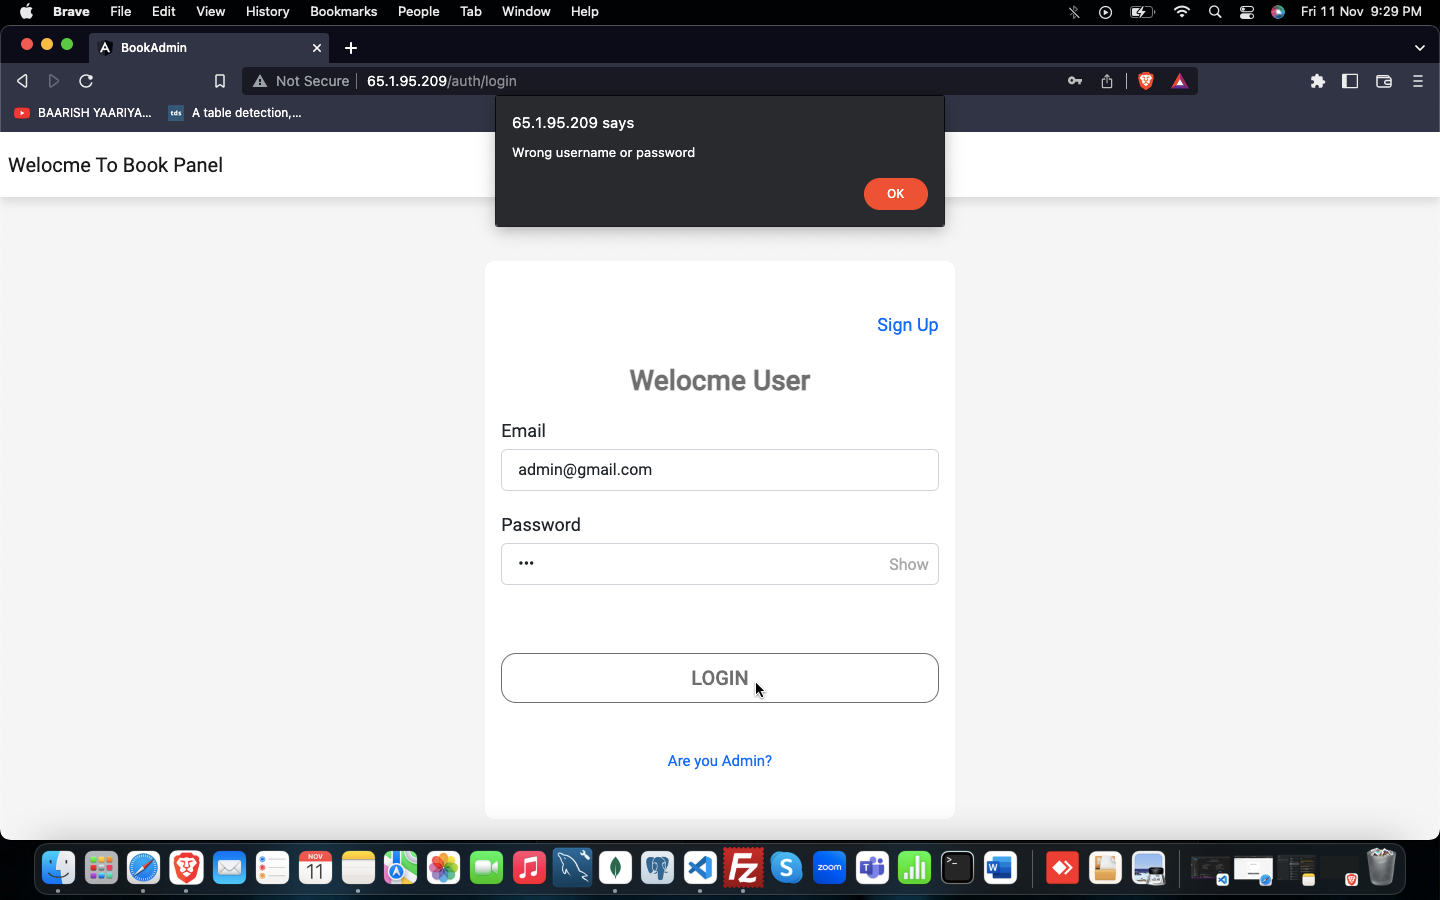 Brave File Edit View History Bookmarks People Tab Window Help Fri 11 Nov 9:29 PM
BookAdmin
Not Secure 65.1.95.209/auth/login
BAARISH YAARIYA... tds A table detection,...
65.1.95.209 says
Wrong username or password
OK
Welocme To Book Panel
Sign Up
Welocme User
Email
admin@gmail.com
Password
••• Show
LOGIN
Are you Admin?
NOV
11
zoom